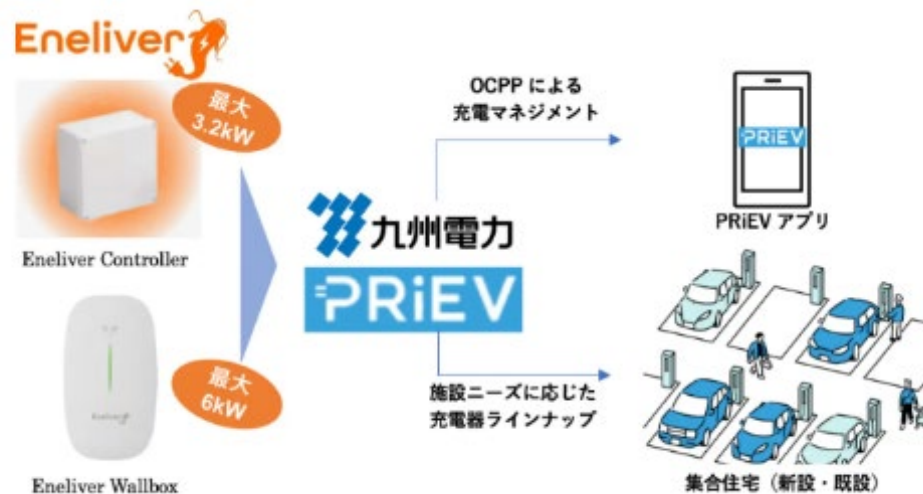 Eneliver
最大
3.2kW
Eneliver Controller
Eneliver
最大
6kW
Eneliver Wallbox
九州電力
PRiEV
OCPP による
充電マネジメント
PRiEV
PRiEV アプリ
施設ニーズに応じた
充電器ラインナップ
集合住宅（新設・既設）